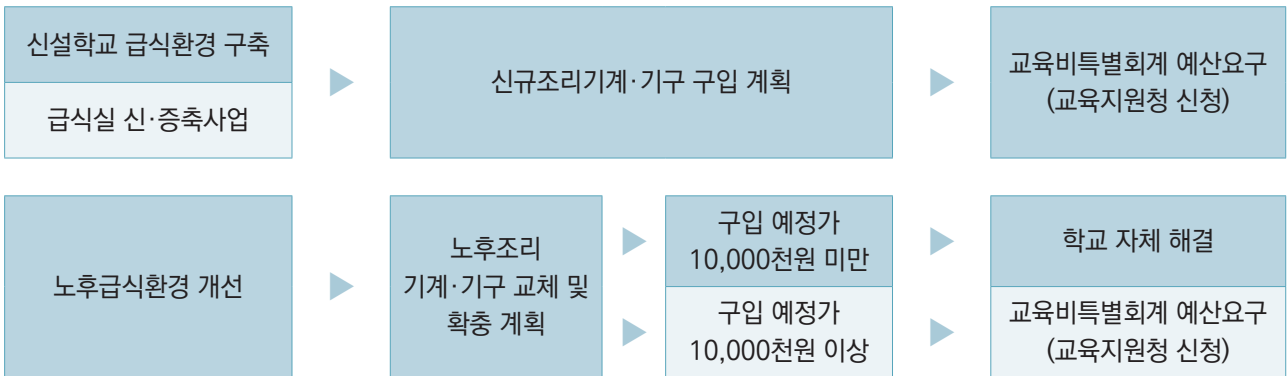 신설학교 급식환경 구축
급식실 신·증축사업
신규조리기계·기구 구입 계획
교육비특별회계 예산요구
(교육지원청 신청)
노후급식환경 개선
노후조리
기계·기구 교체 및
확충 계획
구입 예정가
10,000천원 미만
학교 자체 해결
구입 예정가
10,000천원 이상
교육비특별회계 예산요구
(교육지원청 신청)